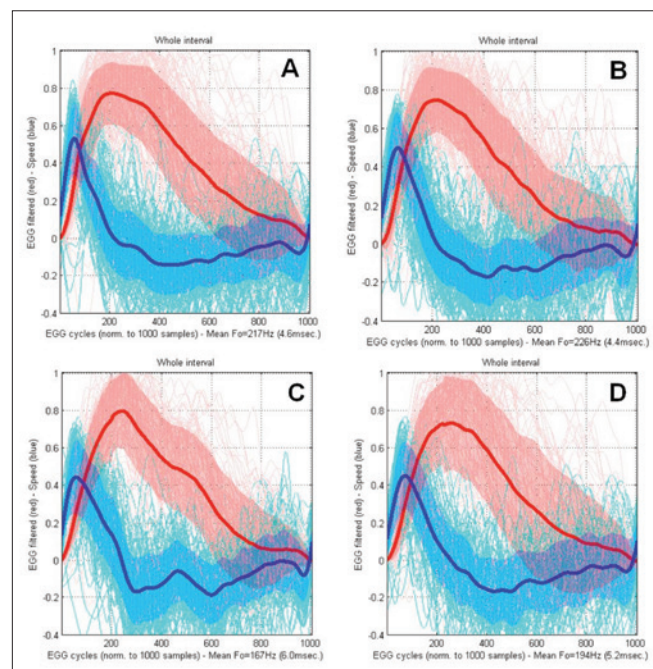 Whole interval
A
EGG filtered (red) - Speed (blue)
1
0.8
0.6
0.4
0.2
0
-0.2
-0.4
200 400 600 800 1000
EGG cycles (norm. to 1000 samples) - Mean Fo=217Hz (4.6msec.)
Whole interval
B
EGG filtered (red) - Speed (blue)
1
0.8
0.6
0.4
0.2
0
-0.2
-0.4
200 400 600 800 1000
EGG cycles (norm. to 1000 samples) - Mean Fo=226Hz (4.4msec.)
Whole interval
C
EGG filtered (red) - Speed (blue)
1
0.8
0.6
0.4
0.2
0
-0.2
-0.4
200 400 600 800 1000
EGG cycles (norm. to 1000 samples) - Mean Fo=167Hz (6.0msec.)
Whole interval
D
EGG filtered (red) - Speed (blue)
1
0.8
0.6
0.4
0.2
0
-0.2
-0.4
200 400 600 800 1000
EGG cycles (norm. to 1000 samples) - Mean Fo=194Hz (5.2msec.)